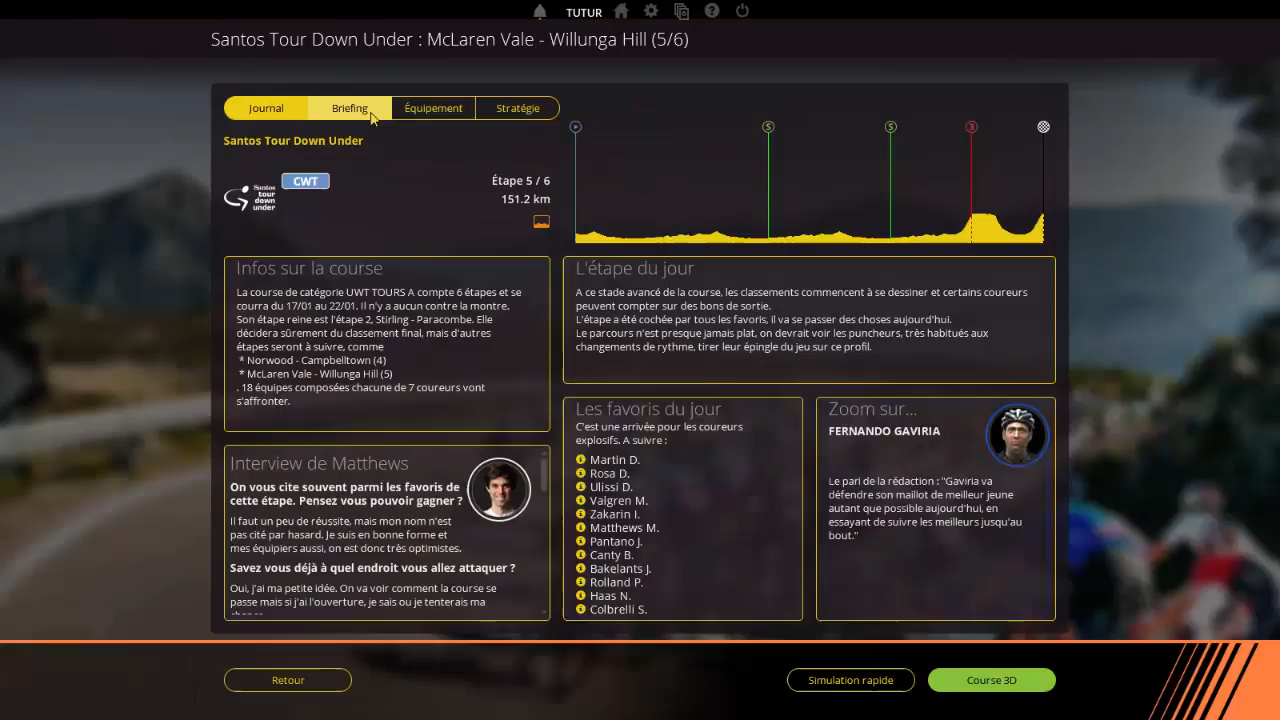 TUTUR
Santos Tour Down Under : McLaren Vale - Willunga Hill (5/6)
Journal
Briefing
Équipement
Stratégie
Santos Tour Down Under
Santos
tour
down
under
CWT
Étape 5 / 6
151.2 km
S
S
3
Infos sur la course
La course de catégorie UWT TOURS A compte 6 étapes et se
courra du 17/01 au 22/01. Il n'y a aucun contre la montre.
Son étape reine est l'étape 2, Stirling - Paracombe. Elle
décidera sûrement du classement final, mais d'autres
étapes seront à suivre, comme
* Norwood - Campbelltown (4)
* McLaren Vale - Willunga Hill (5)
. 18 équipes composées chacune de 7 coureurs vont
s'affronter.
L'étape du jour
A ce stade avancé de la course, les classements commencent à se dessiner et certains coureurs
peuvent compter sur des bons de sortie.
L'étape a été cochée par tous les favoris, il va se passer des choses aujourd'hui.
Le parcours n'est presque jamais plat, on devrait voir les puncheurs, très habitués aux
changements de rythme, tirer leur épingle du jeu sur ce profil.
Interview de Matthews
On vous cite souvent parmi les favoris de
cette étape. Pensez vous pouvoir gagner ?
Il faut un peu de réussite, mais mon nom n'est
pas cité par hasard. Je suis en bonne forme et
mes équipiers aussi, on est donc très optimistes.
Savez vous déjà à quel endroit vous allez attaquer ?
Oui, j'ai ma petite idée. On va voir comment la course se
passe mais si j'ai l'ouverture, je sais ou je tenterais ma
Les favoris du jour
C'est une arrivée pour les coureurs
explosifs. A suivre :
Martin D.
Rosa D.
Ulissi D.
Valgren M.
Zakarin I.
Matthews M.
Pantano J.
Canty B.
Bakelants J.
Rolland P.
Haas N.
Colbrelli S.
Zoom sur...
FERNANDO GAVIRIA
Le pari de la rédaction : "Gaviria va
défendre son maillot de meilleur jeune
autant que possible aujourd'hui, en
essayant de suivre les meilleurs jusqu'au
bout."
Retour
Simulation rapide
Course 3D